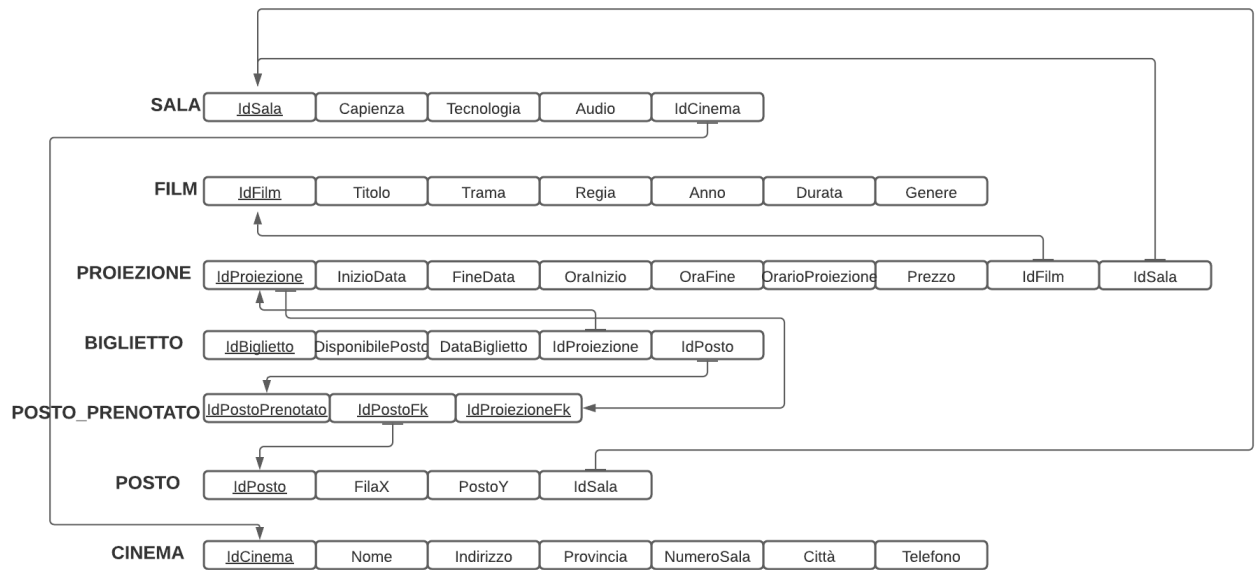 SALA IdSala Capienza Tecnologia Audio IdCinema
FILM IdFilm Titolo Trama Regia Anno Durata Genere
PROIEZIONE IdProiezione InizioData FineData OraInizio OraFine OrarioProiezione Prezzo IdFilm IdSala
BIGLIETTO IdBiglietto DisponibilePosto DataBiglietto IdProiezione IdPosto
POSTO_PRENOTATO IdPostoPrenotato IdPostoFk IdProiezioneFk
POSTO IdPosto FilaX PostoY IdSala
CINEMA IdCinema Nome Indirizzo Provincia NumeroSala Città Telefono